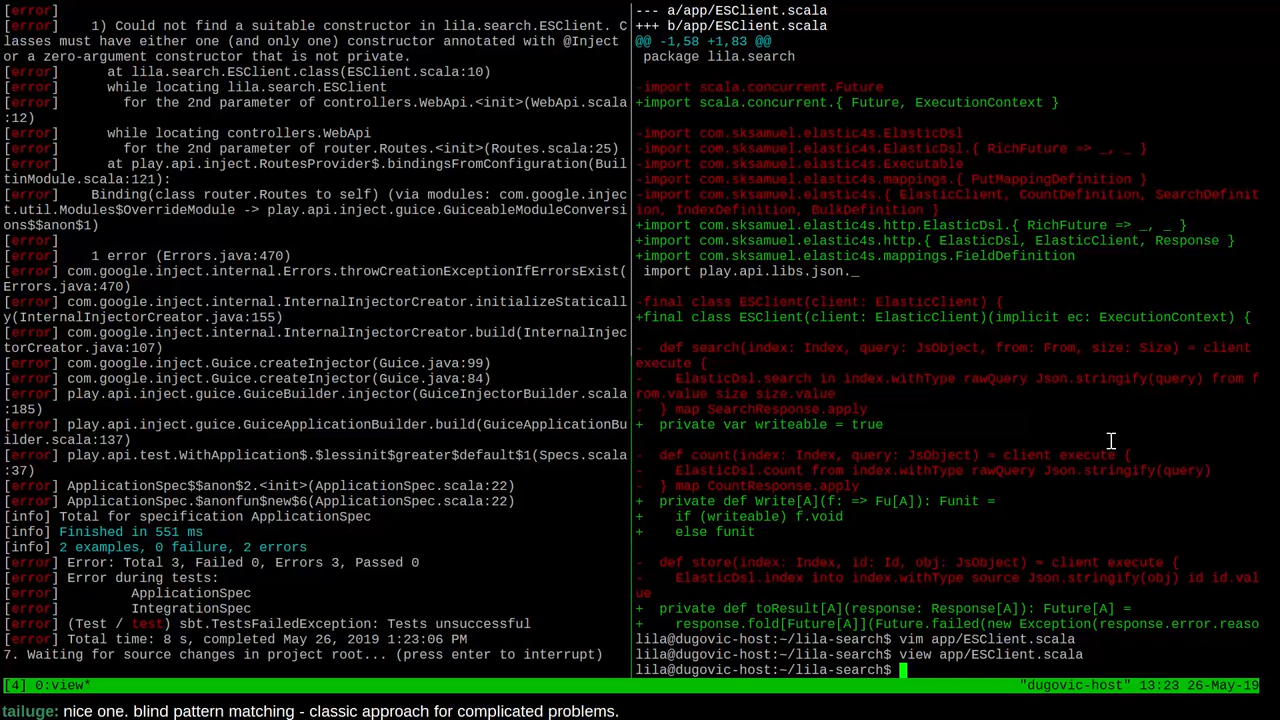 [error]
[error]     1) Could not find a suitable constructor in lila.search.ESClient. C
lasses must have either one (and only one) constructor annotated with @Inject
or a zero-argument constructor that is not private.
[error]       at lila.search.ESClient.class(ESClient.scala:10)
[error]       while locating lila.search.ESClient
[error]         for the 2nd parameter of controllers.WebApi.<init>(WebApi.scala
:12)
[error]       while locating controllers.WebApi
[error]         for the 2nd parameter of router.Routes.<init>(Routes.scala:25)
[error]       at play.api.inject.RoutesProvider$.bindingsFromConfiguration(Bui
ltinModule.scala:121):
[error]     Binding(class router.Routes to self) (via modules: com.google.injec
t.util.Modules$OverrideModule -> play.api.inject.guice.GuiceableModuleConversi
ons$$anon$1)
[error]
[error]     1 error (Errors.java:470)
[error] com.google.inject.internal.Errors.throwCreationExceptionIfErrorsExist(
Errors.java:470)
[error] com.google.inject.internal.InternalInjectorCreator.initializeStaticall
y(InternalInjectorCreator.java:155)
[error] com.google.inject.internal.InternalInjectorCreator.build(InternalInjec
torCreator.java:107)
[error] com.google.inject.Guice.createInjector(Guice.java:99)
[error] com.google.inject.Guice.createInjector(Guice.java:84)
[error] play.api.inject.guice.GuiceBuilder.injector(GuiceInjectorBuilder.scala
:185)
[error] play.api.inject.guice.GuiceApplicationBuilder.build(GuiceApplicationBu
ilder.scala:137)
[error] play.api.test.WithApplication$.$lessinit$greater$default$1(Specs.scala
:37)
[error] ApplicationSpec$$anon$2.<init>(ApplicationSpec.scala:22)
[error] ApplicationSpec.$anonfun$new$6(ApplicationSpec.scala:22)
[info] Total for specification ApplicationSpec
[info] Finished in 551 ms
[info] 2 examples, 0 failure, 2 errors
[error] Error: Total 3, Failed 0, Errors 3, Passed 0
[error] Error during tests:
[error]         ApplicationSpec
[error]         IntegrationSpec
[error] (Test / test) sbt.TestsFailedException: Tests unsuccessful
[error] Total time: 8 s, completed May 26, 2019 1:23:06 PM
7. Waiting for source changes in project root... (press enter to interrupt)
--- a/app/ESClient.scala
+++ b/app/ESClient.scala
@@ -1,58 +1,83 @@
 package lila.search
-import scala.concurrent.Future
+import scala.concurrent.{ Future, ExecutionContext }
-import com.sksamuel.elastic4s.ElasticDsl
-import com.sksamuel.elastic4s.ElasticDsl.{ RichFuture => _, _ }
-import com.sksamuel.elastic4s.Executable
-import com.sksamuel.elastic4s.mappings.{ PutMappingDefinition }
-import com.sksamuel.elastic4s.{ ElasticClient, CountDefinition, SearchDefinit
ion, IndexDefinition, BulkDefinition }
+import com.sksamuel.elastic4s.http.ElasticDsl.{ RichFuture => _, _ }
+import com.sksamuel.elastic4s.http.{ ElasticDsl, ElasticClient, Response }
+import com.sksamuel.elastic4s.mappings.FieldDefinition
 import play.api.libs.json._
-final class ESClient(client: ElasticClient) {
+final class ESClient(client: ElasticClient)(implicit ec: ExecutionContext) {
-  def search(index: Index, query: JsObject, from: From, size: Size) = client
execute {
-    ElasticDsl.search in index.withType rawQuery Json.stringify(query) from f
rom.value size size.value
-  } map SearchResponse.apply
+  private var writeable = true
-  def count(index: Index, query: JsObject) = client execute {
-    ElasticDsl.count from index.withType rawQuery Json.stringify(query)
-  } map CountResponse.apply
+  private def Write[A](f: => Fu[A]): Funit =
+    if (writeable) f.void
+    else funit
-  def store(index: Index, id: Id, obj: JsObject) = client execute {
-    ElasticDsl.index into index.withType source Json.stringify(obj) id id.val
ue
+  private def toResult[A](response: Response[A]): Future[A] =
+    response.fold[Future[A]](Future.failed(new Exception(response.error.reaso
lila@dugovic-host:~/lila-search$ vim app/ESClient.scala
lila@dugovic-host:~/lila-search$ view app/ESClient.scala
lila@dugovic-host:~/lila-search$
[4] 0:view*                    "dugovic-host" 13:23 26-May-19
tailuge: nice one. blind pattern matching - classic approach for complicated problems.